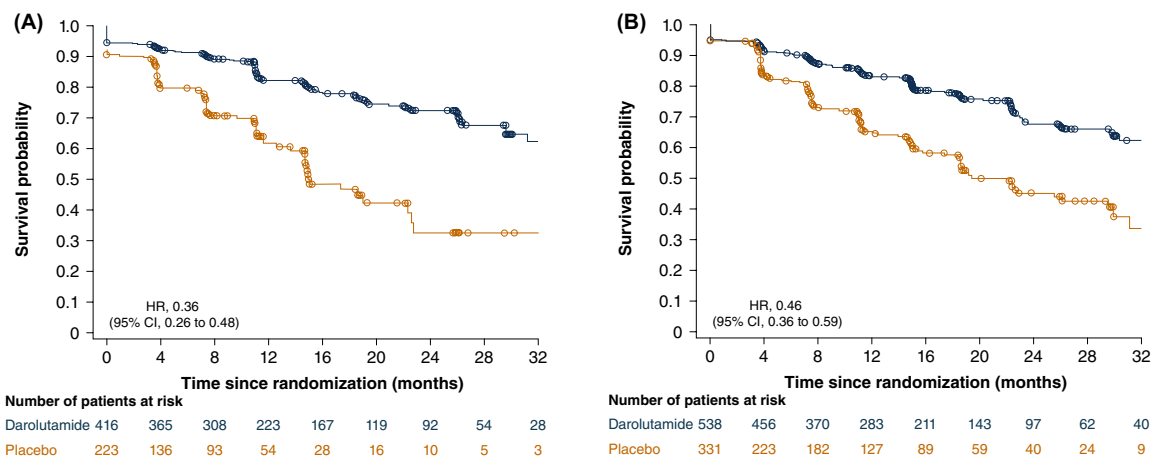 (A)
1.0
0.9
0.8
0.7
0.6
0.5
0.4
0.3
0.2
0.1
0
Survival probability
HR, 0.36
(95% CI, 0.26 to 0.48)
0 4 8 12 16 20 24 28 32
Time since randomization (months)
Number of patients at risk
Darolutamide 416 365 308 223 167 119 92 54 28
Placebo 223 136 93 54 28 16 10 5 3
(B)
1.0
0.9
0.8
0.7
0.6
0.5
0.4
0.3
0.2
0.1
0
Survival probability
HR, 0.46
(95% CI, 0.36 to 0.59)
0 4 8 12 16 20 24 28 32
Time since randomization (months)
Number of patients at risk
Darolutamide 538 456 370 283 211 143 97 62 40
Placebo 331 223 182 127 89 59 40 24 9